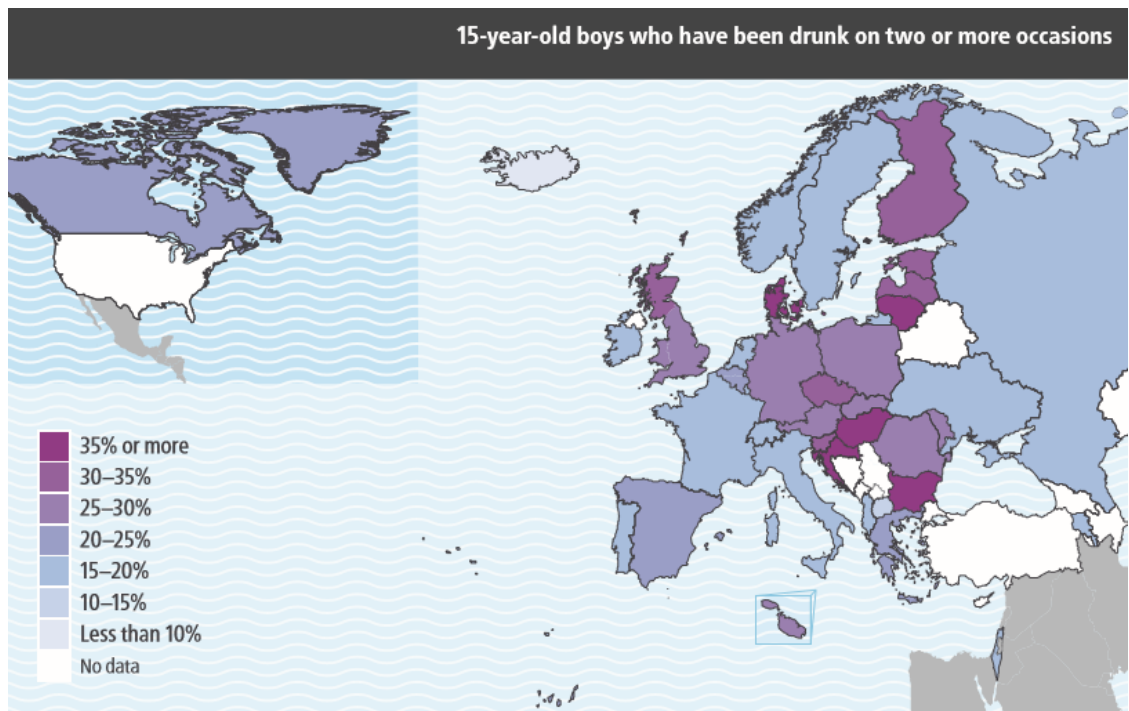 15-year-old boys who have been drunk on two or more occasions
35% or more
30–35%
25–30%
20–25%
15–20%
10–15%
Less than 10%
No data